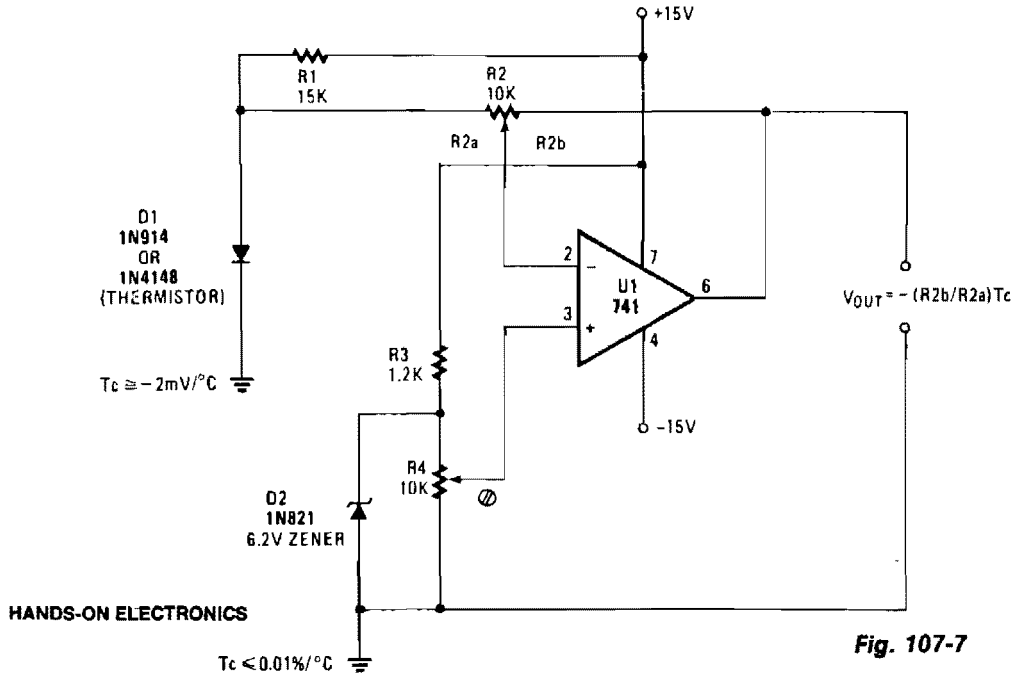 +15V
R1
15K
R2
10K
R2a
R2b
D1
1N914
OR
1N4148
(THERMISTOR)
2
-
7
U1
741
6
3
+
4
VOUT = - (R2b/R2a)Tc
R3
1.2K
Tc ≅ -2mV/°C
-15V
R4
10K
D2
1N821
6.2V ZENER
HANDS-ON ELECTRONICS
Tc ≤ 0.01%/°C
Fig. 107-7